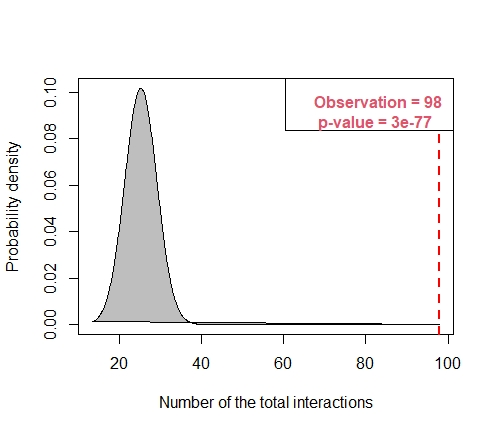 Observation = 98
p-value = 3e-77
Probability density
0.10
0.08
0.06
0.04
0.02
0.00
20 40 60 80 100
Number of the total interactions